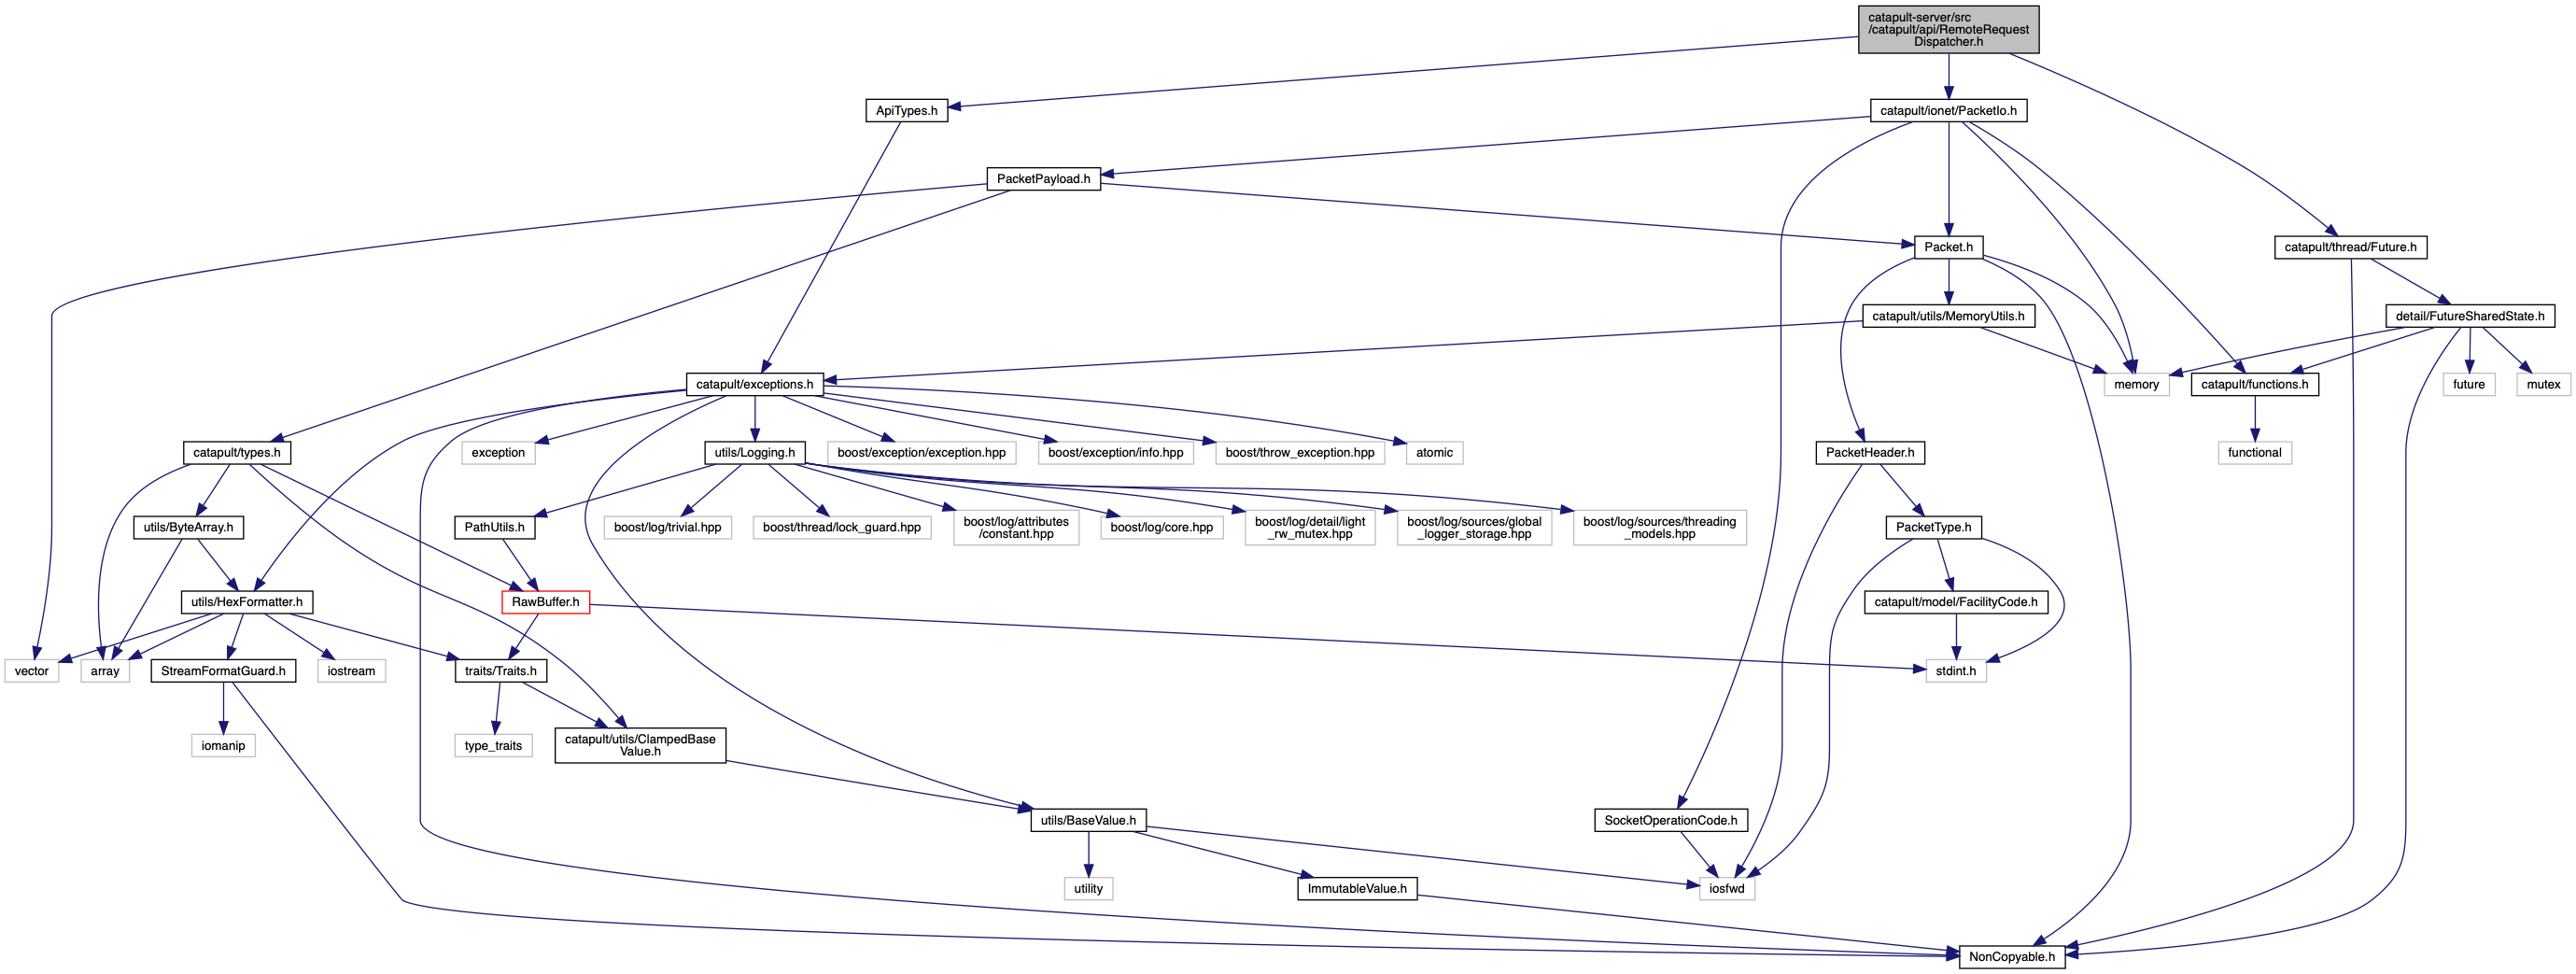 catapult-server/src
/catapult/api/RemoteRequest
Dispatcher.h
ApiTypes.h
catapult/ionet/PacketIo.h
PacketPayload.h
Packet.h
catapult/thread/Future.h
catapult/utils/MemoryUtils.h
detail/FutureSharedState.h
catapult/exceptions.h
memory
catapult/functions.h
future
mutex
catapult/types.h
exception
utils/Logging.h
boost/exception/exception.hpp
boost/exception/info.hpp
boost/throw_exception.hpp
atomic
PacketHeader.h
functional
utils/ByteArray.h
PathUtils.h
boost/log/trivial.hpp
boost/thread/lock_guard.hpp
boost/log/attributes
/constant.hpp
boost/log/core.hpp
boost/log/detail/light
_rw_mutex.hpp
boost/log/sources/global
_logger_storage.hpp
boost/log/sources/threading
_models.hpp
PacketType.h
utils/HexFormatter.h
RawBuffer.h
catapult/model/FacilityCode.h
vector
array
StreamFormatGuard.h
iostream
traits/Traits.h
stdint.h
iomanip
type_traits
catapult/utils/ClampedBase
Value.h
utils/BaseValue.h
SocketOperationCode.h
utility
ImmutableValue.h
iosfwd
NonCopyable.h